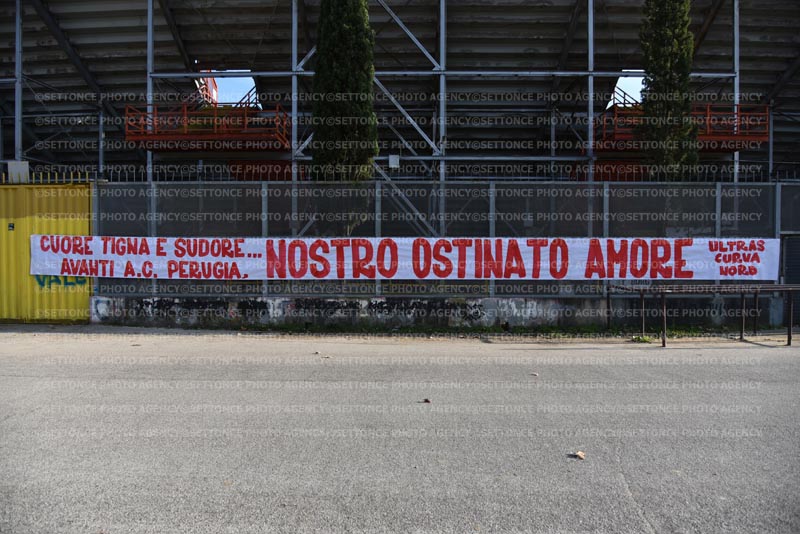 CUORE TIGNA E SUDORE...
AVANTI A.C. PERUGIA..
NOSTRO OSTINATO AMORE
ULTRAS
CURVA
NORD
©SETTONCE PHOTO AGENCY